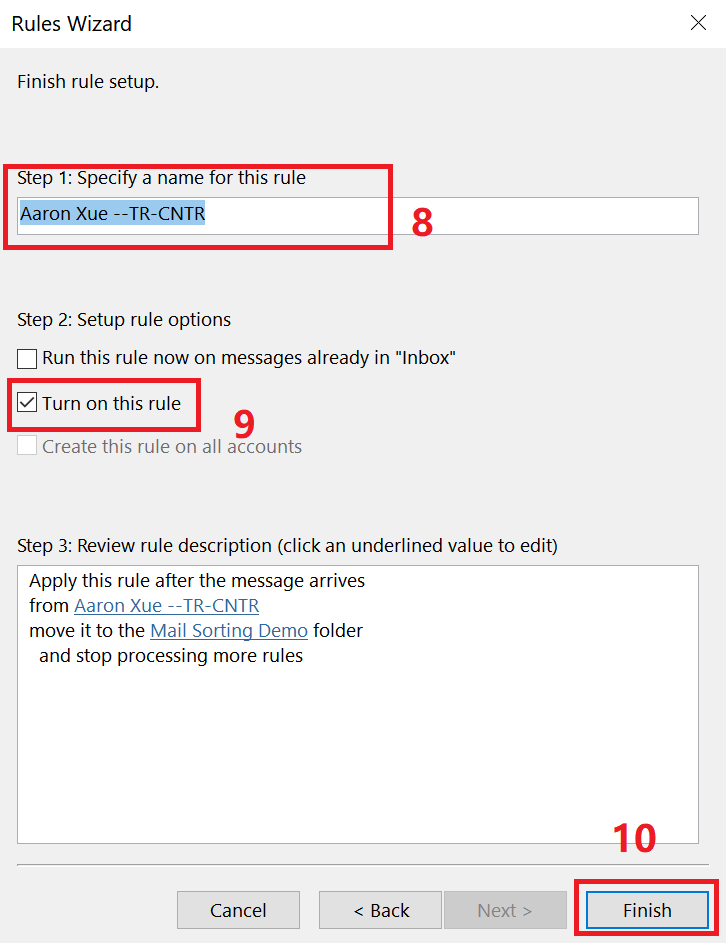 Rules Wizard
Finish rule setup.
Step 1: Specify a name for this rule
Aaron Xue --TR-CNTR
8
Step 2: Setup rule options
Run this rule now on messages already in "Inbox"
Turn on this rule
9
Create this rule on all accounts
Step 3: Review rule description (click an underlined value to edit)
Apply this rule after the message arrives
from Aaron Xue --TR-CNTR
move it to the Mail Sorting Demo folder
and stop processing more rules
10
Cancel
< Back
Next >
Finish